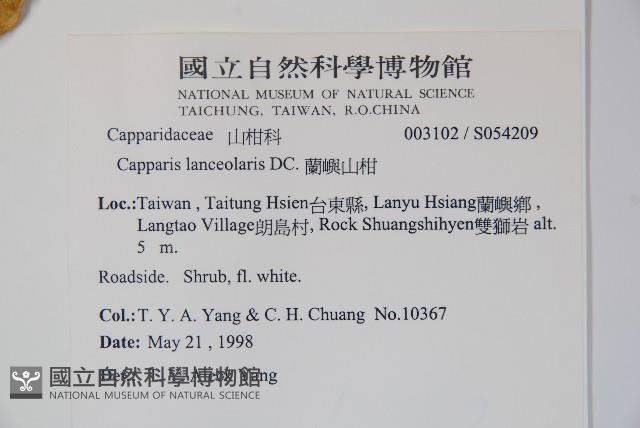 國立自然科學博物館
NATIONAL MUSEUM OF NATURAL SCIENCE
TAICHUNG, TAIWAN, R.O.CHINA
Capparidaceae 山柑科 003102 / S054209
Capparis lanceolaris DC. 蘭嶼山柑
Loc.:Taiwan , Taitung Hsien台東縣, Lanyu Hsiang蘭嶼鄉 ,
Langtao Village朗島村, Rock Shuangshihyen雙獅岩 alt.
5 m.
Roadside. Shrub, fl. white.
Col.:T. Y. A. Yang & C. H. Chuang No.10367
Date: May 21 , 1998
國立自然科學博物館
NATIONAL MUSEUM OF NATURAL SCIENCE